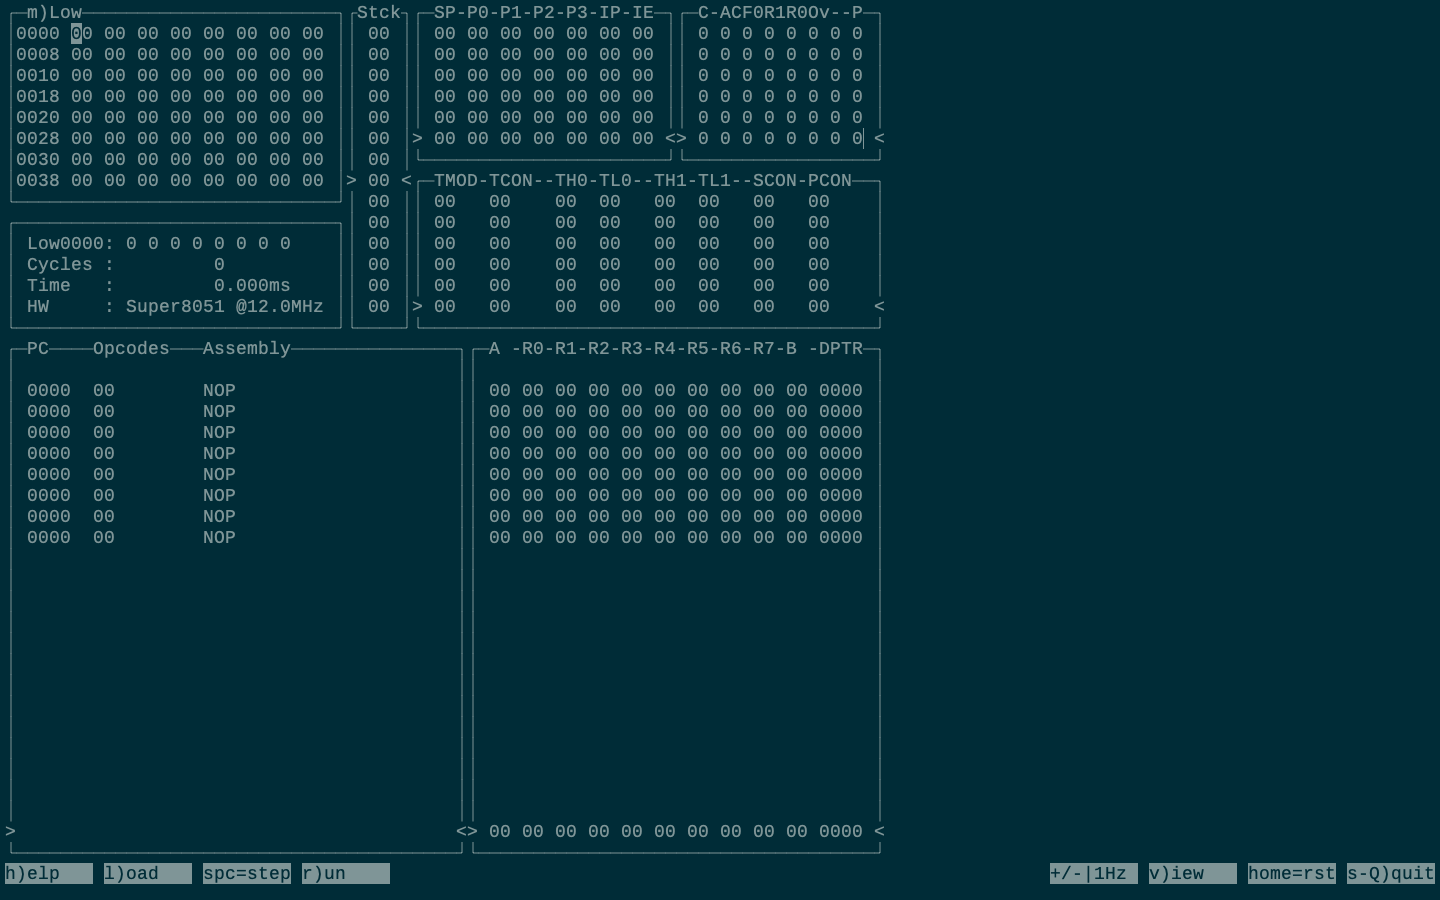 m)Low Stck SP-P0-P1-P2-P3-IP-IE C-ACF0R1R0Ov--P
0000 00 00 00 00 00 00 00 00 00 00 00 00 00 00 00 00 0 0 0 0 0 0 0 0
0008 00 00 00 00 00 00 00 00 00 00 00 00 00 00 00 00 0 0 0 0 0 0 0 0
0010 00 00 00 00 00 00 00 00 00 00 00 00 00 00 00 00 0 0 0 0 0 0 0 0
0018 00 00 00 00 00 00 00 00 00 00 00 00 00 00 00 00 0 0 0 0 0 0 0 0
0020 00 00 00 00 00 00 00 00 00 00 00 00 00 00 00 00 0 0 0 0 0 0 0 0
0028 00 00 00 00 00 00 00 00 00 > 00 00 00 00 00 00 00 <> 0 0 0 0 0 0 0 0 <
0030 00 00 00 00 00 00 00 00 00
0038 00 00 00 00 00 00 00 00 > 00 < TMOD-TCON--TH0-TL0--TH1-TL1--SCON-PCON
00 00 00 00 00 00 00 00 00
00 00 00 00 00 00 00 00 00
Low0000: 0 0 0 0 0 0 0 0 00 00 00 00 00 00 00 00 00
Cycles : 0 00 00 00 00 00 00 00 00 00
Time : 0.000ms 00 00 00 00 00 00 00 00 00
HW : Super8051 @12.0MHz 00 > 00 00 00 00 00 00 00 00 <
PC Opcodes Assembly A -R0-R1-R2-R3-R4-R5-R6-R7-B -DPTR
0000 00 NOP 00 00 00 00 00 00 00 00 00 00 0000
0000 00 NOP 00 00 00 00 00 00 00 00 00 00 0000
0000 00 NOP 00 00 00 00 00 00 00 00 00 00 0000
0000 00 NOP 00 00 00 00 00 00 00 00 00 00 0000
0000 00 NOP 00 00 00 00 00 00 00 00 00 00 0000
0000 00 NOP 00 00 00 00 00 00 00 00 00 00 0000
0000 00 NOP 00 00 00 00 00 00 00 00 00 00 0000
0000 00 NOP 00 00 00 00 00 00 00 00 00 00 0000
> <> 00 00 00 00 00 00 00 00 00 00 0000 <
h)elp l)oad spc=step r)un +/-|1Hz v)iew home=rst s-Q)quit